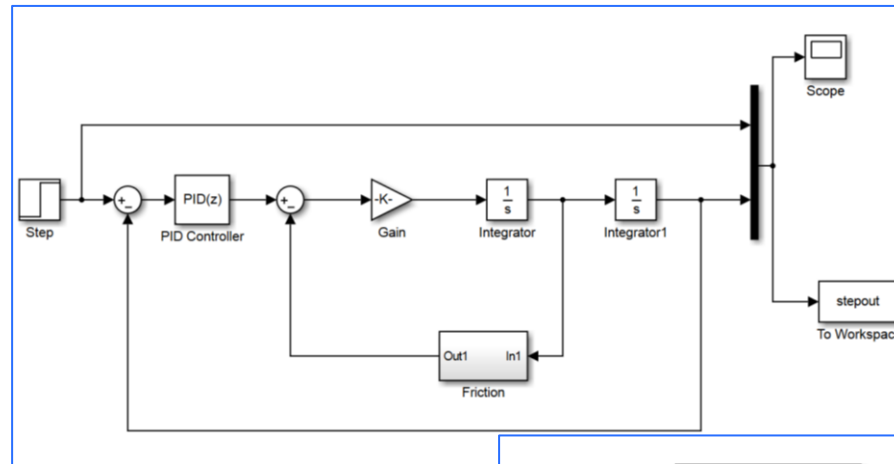 Scope
+
-
PID(z)
+
-
-K-
1
s
1
s
Step
PID Controller
Gain
Integrator
Integrator1
stepout
To Workspac
Out1
In1
Friction